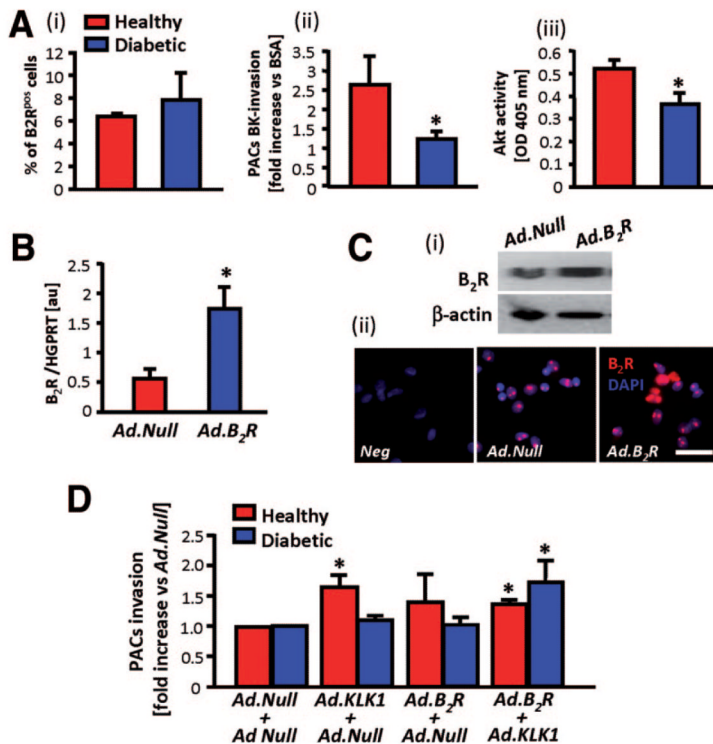 A
(i)
Healthy
Diabetic
% of B2R^pos cells
12
10
8
6
4
2
0
(ii)
PACs BK-invasion
[fold increase vs BSA]
3.5
3
2.5
2
1.5
1
0.5
0
*
(iii)
Akt activity
[OD 405 nm]
0.6
0.5
0.4
0.3
0.2
0.1
0
*
B
B₂R /HGPRT [au]
2.5
2
1.5
1
0.5
0
*
Ad.Null Ad.B₂R
C
(i)
Ad.Null Ad.B₂R
B₂R
β-actin
(ii)
B₂R
DAPI
Neg Ad.Null Ad.B₂R
D
Healthy
Diabetic
PACs invasion
[fold increase vs Ad.Null]
2.5
2.0
1.5
1.0
0.5
*
*
*
Ad.Null Ad.KLK1 Ad.B₂R Ad.B₂R
+ + + +
Ad Null Ad.Null Ad.Null Ad.KLK1